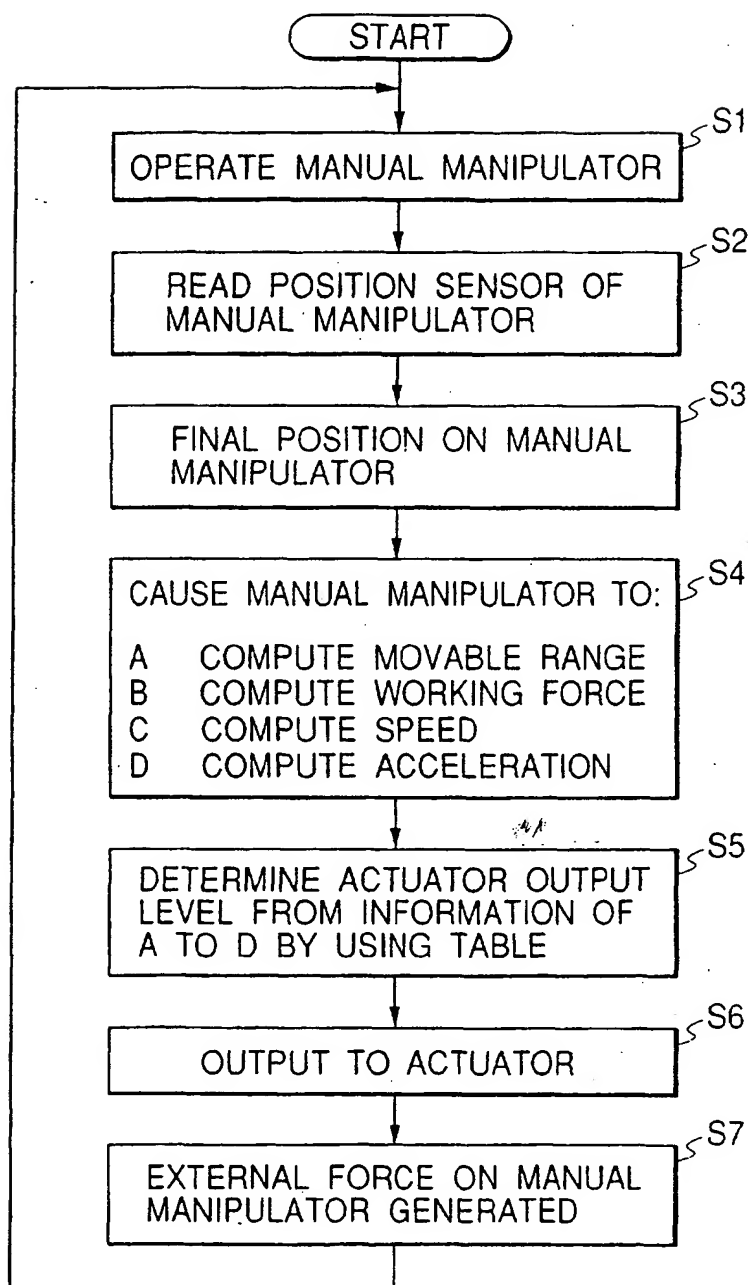 START
S1
OPERATE MANUAL MANIPULATOR
S2
READ POSITION SENSOR OF
MANUAL MANIPULATOR
S3
FINAL POSITION ON MANUAL
MANIPULATOR
S4
CAUSE MANUAL MANIPULATOR TO:
A COMPUTE MOVABLE RANGE
B COMPUTE WORKING FORCE
C COMPUTE SPEED
D COMPUTE ACCELERATION
S5
DETERMINE ACTUATOR OUTPUT
LEVEL FROM INFORMATION OF
A TO D BY USING TABLE
S6
OUTPUT TO ACTUATOR
S7
EXTERNAL FORCE ON MANUAL
MANIPULATOR GENERATED